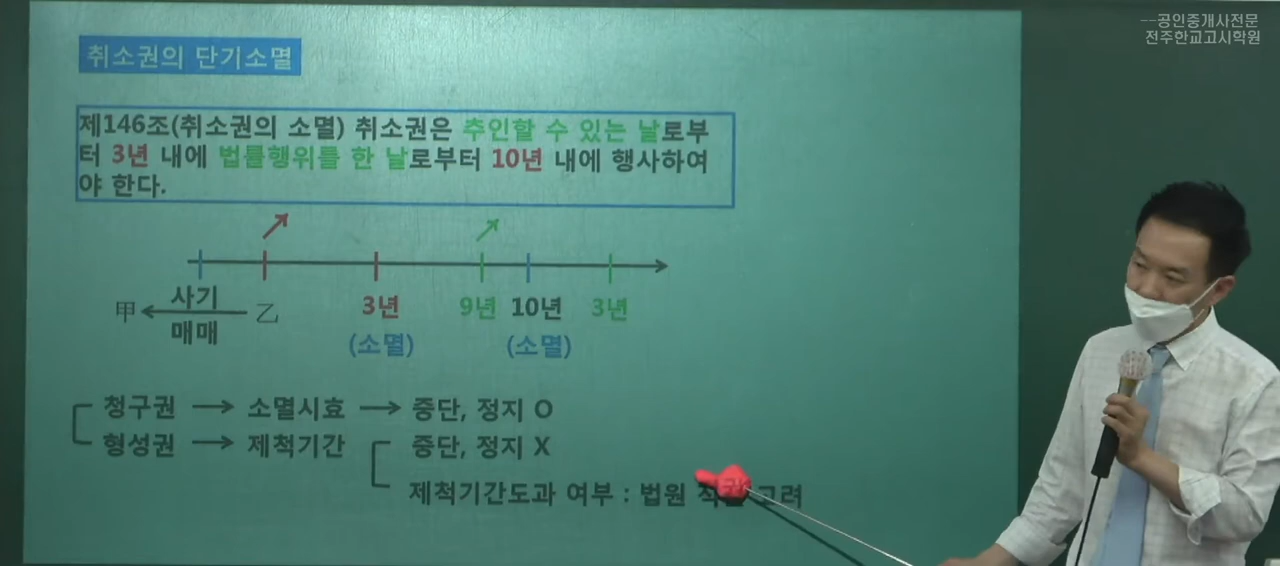 --공인중개사전문
전주한교고시학원
취소권의 단기소멸
제146조(취소권의 소멸) 취소권은 추인할 수 있는 날로부
터 3년 내에 법률행위를 한 날로부터 10년 내에 행사하여
야 한다.
甲 사기 乙 3년 9년 10년 3년
매매 (소멸) (소멸)
청구권 → 소멸시효 → 중단, 정지 O
형성권 → 제척기간 중단, 정지 X
제척기간도과 여부 : 법원 고려